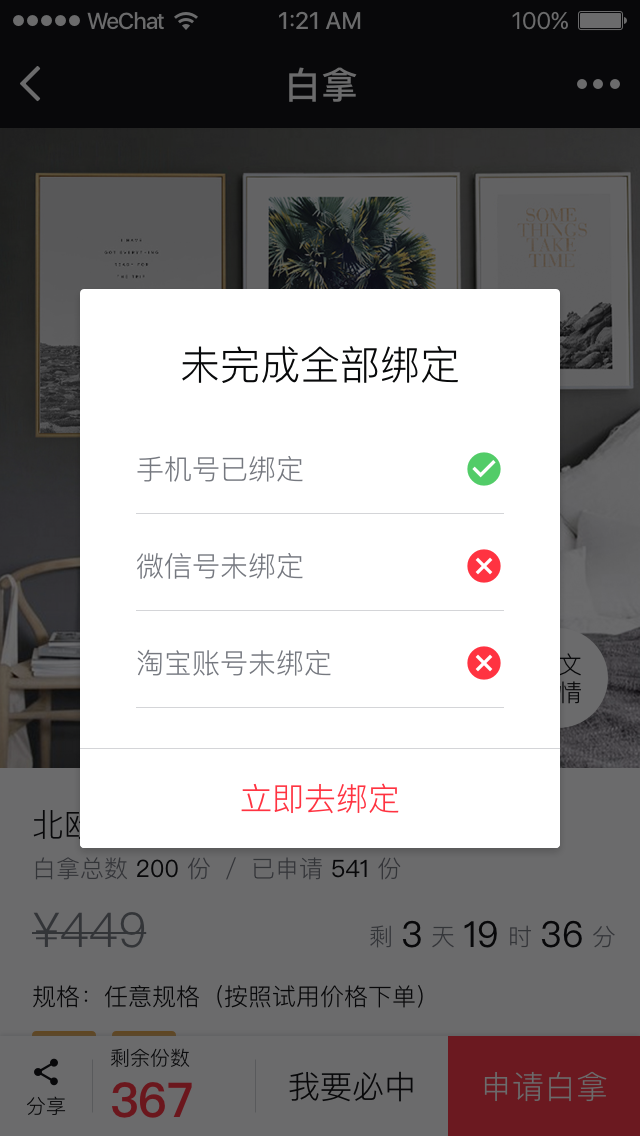 WeChat 1:21 AM 100%
白拿
SOME
THINGS
TAKE
TIME
未完成全部绑定
手机号已绑定
微信号未绑定
淘宝账号未绑定
文
情
立即去绑定
北欧
白拿总数 200 份 / 已申请 541 份
¥449 剩 3 天 19 时 36 分
规格：任意规格（按照试用价格下单）
分享
剩余份数
367
我要必中
申请白拿